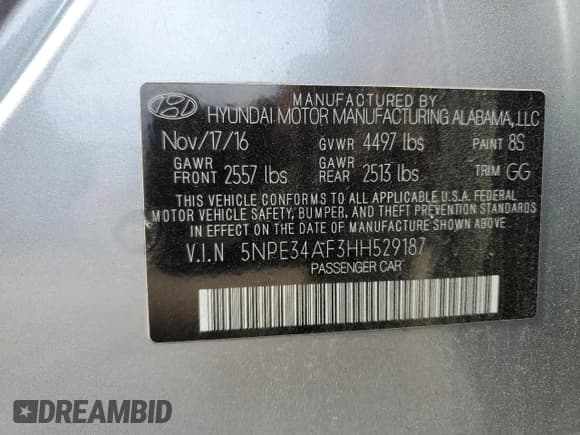 MANUFACTURED BY
HYUNDAI MOTOR MANUFACTURING ALABAMA, LLC
Nov/17/16 GVWR 4497 lbs PAINT 8S
GAWR FRONT 2557 lbs GAWR REAR 2513 lbs TRIM GG
THIS VEHICLE CONFORMS TO ALL APPLICABLE U.S.A. FEDERAL
MOTOR VEHICLE SAFETY, BUMPER, AND THEFT PREVENTION STANDARDS
IN EFFECT ON THE DATE OF MANUFACTURE SHOWN ABOVE.
V.I.N 5NPE34AF3HH529187
PASSENGER CAR
DREAMBID